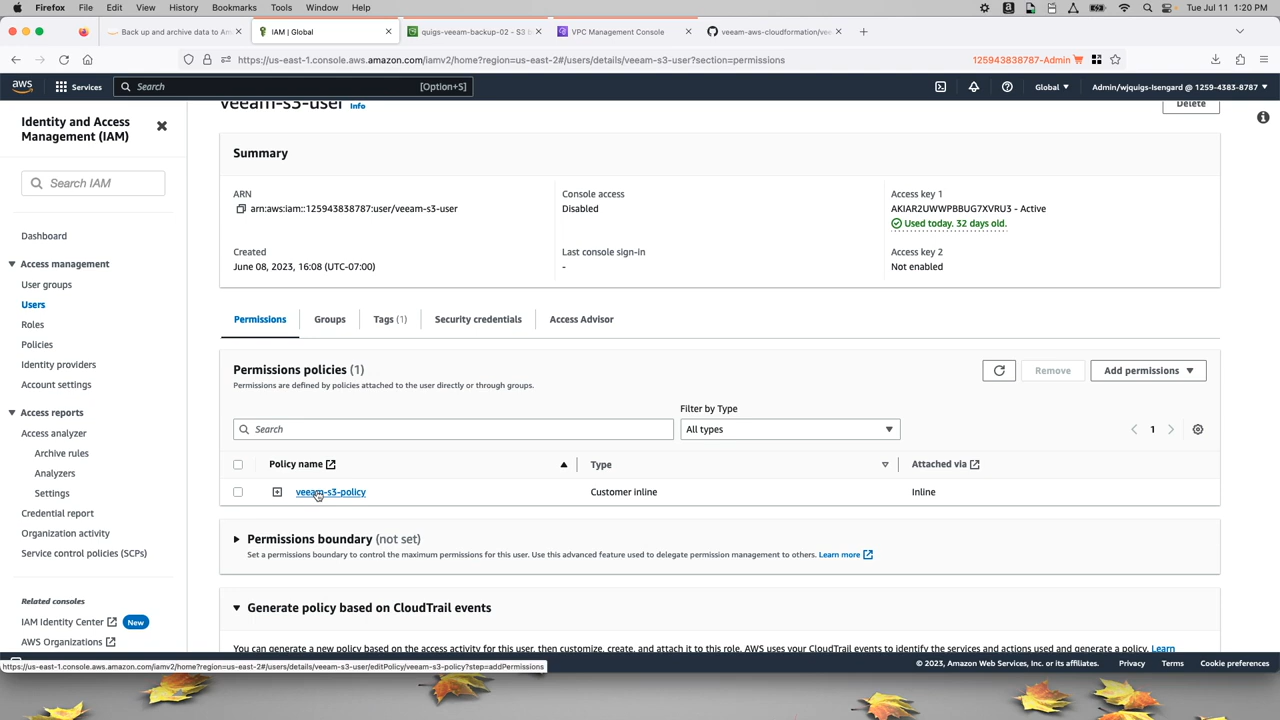 Firefox File Edit View History Bookmarks Tools Window Help
Tue Jul 11 1:20 PM
Back up and archive data to Am
IAM | Global
quigs-veeam-backup-02 - S3 b
VPC Management Console
veeam-aws-cloudformation/vee
https://us-east-1.console.aws.amazon.com/iamv2/home?region=us-east-2#/users/details/veeam-s3-user?section=permissions
125943838787-Admin
aws Services Search [Option+S] Global Admin/wjquigs-Isengard @ 1259-4383-8787
Identity and Access
Management (IAM)
Search IAM
Dashboard
Access management
User groups
Users
Roles
Policies
Identity providers
Account settings
Access reports
Access analyzer
Archive rules
Analyzers
Settings
Credential report
Organization activity
Service control policies (SCPs)
Related consoles
IAM Identity Center New
AWS Organizations
veeam-s3-user Info
Delete
Summary
ARN
arn:aws:iam::125943838787:user/veeam-s3-user
Console access
Disabled
Access key 1
AKIAR2UWWPBBUG7XVRU3 - Active
Used today. 32 days old.
Created
June 08, 2023, 16:08 (UTC-07:00)
Last console sign-in
-
Access key 2
Not enabled
Permissions Groups Tags (1) Security credentials Access Advisor
Permissions policies (1)
Permissions are defined by policies attached to the user directly or through groups.
Remove Add permissions
Filter by Type
Search All types 1
Policy name Type Attached via
veeam-s3-policy Customer inline Inline
Permissions boundary (not set)
Set a permissions boundary to control the maximum permissions for this user. Use this advanced feature used to delegate permission management to others. Learn more
Generate policy based on CloudTrail events
You can generate a new policy based on the access activity for this user, then customize, create, and attach it to this role. AWS uses your CloudTrail events to identify the services and actions used and generate a policy. Learn
https://us-east-1.console.aws.amazon.com/iamv2/home?region=us-east-2#/users/details/veeam-s3-user/editPolicy/veeam-s3-policy?step=addPermissions
© 2023, Amazon Web Services, Inc. or its affiliates. Privacy Terms Cookie preferences